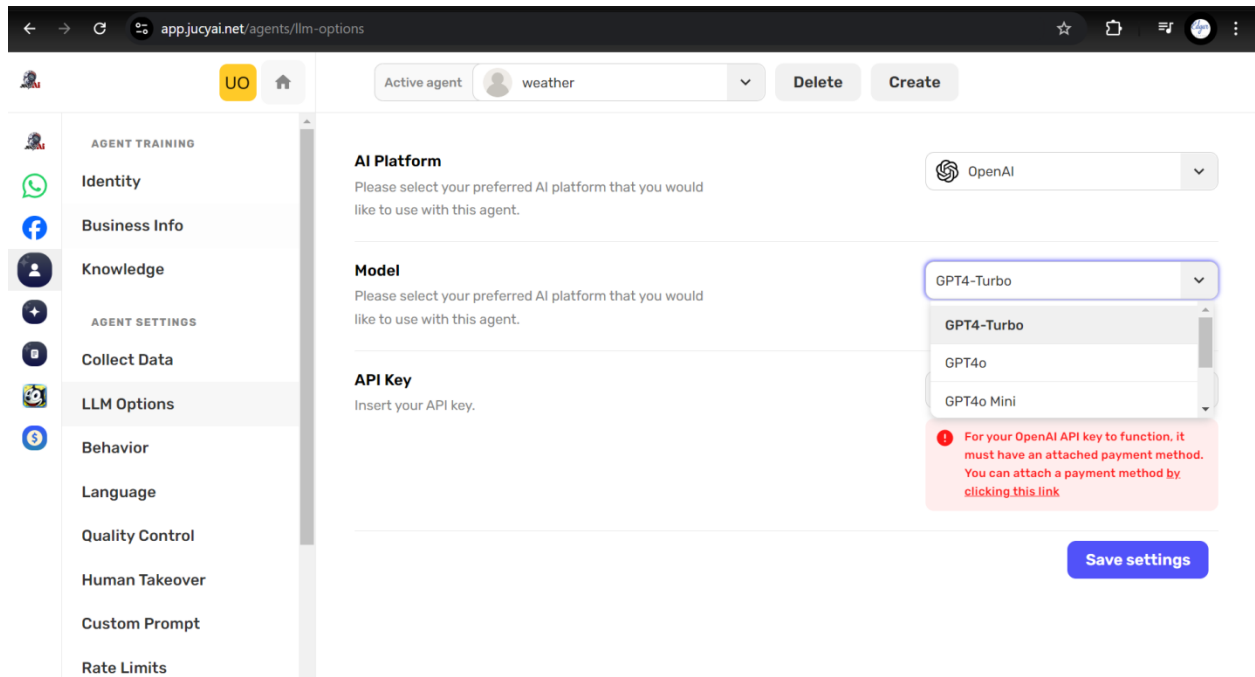 app.jucyai.net/agents/llm-options
UO
Active agent
weather
Delete
Create
AGENT TRAINING
Identity
Business Info
Knowledge
AGENT SETTINGS
Collect Data
LLM Options
Behavior
Language
Quality Control
Human Takeover
Custom Prompt
Rate Limits
AI Platform
Please select your preferred AI platform that you would
like to use with this agent.
OpenAI
Model
Please select your preferred AI platform that you would
like to use with this agent.
GPT4-Turbo
GPT4-Turbo
GPT4o
GPT4o Mini
API Key
Insert your API key.
For your OpenAI API key to function, it
must have an attached payment method.
You can attach a payment method by
clicking this link
Save settings